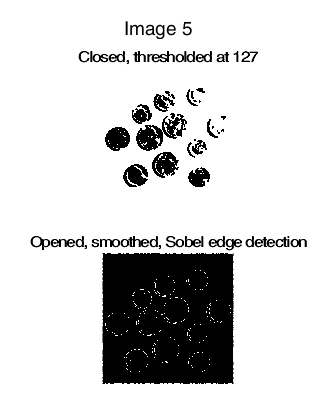 Image 5
Closed, thresholded at 127
Opened, smoothed, Sobel edge detection